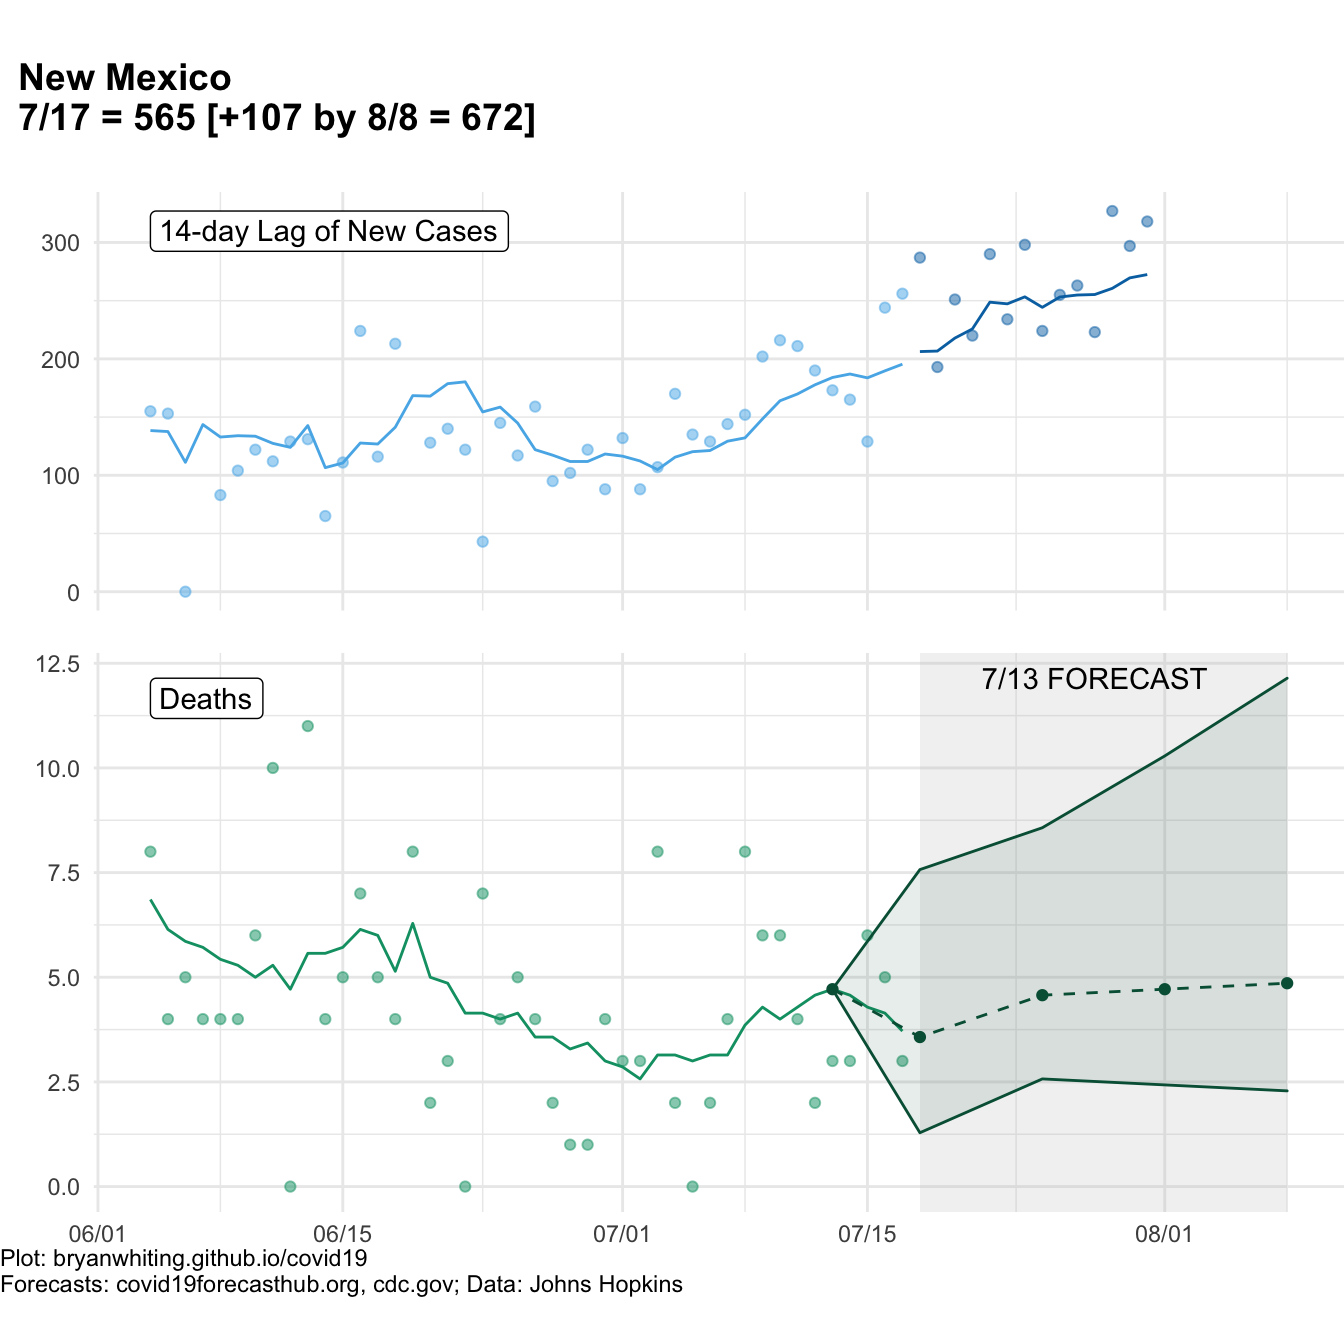 New Mexico
7/17 = 565 [+107 by 8/8 = 672]
14-day Lag of New Cases
300
200
100
0
12.5
7/13 FORECAST
Deaths
10.0
7.5
5.0
2.5
0.0
06/01 06/15 07/01 07/15 08/01
Plot: bryanwhiting.github.io/covid19
Forecasts: covid19forecasthub.org, cdc.gov; Data: Johns Hopkins